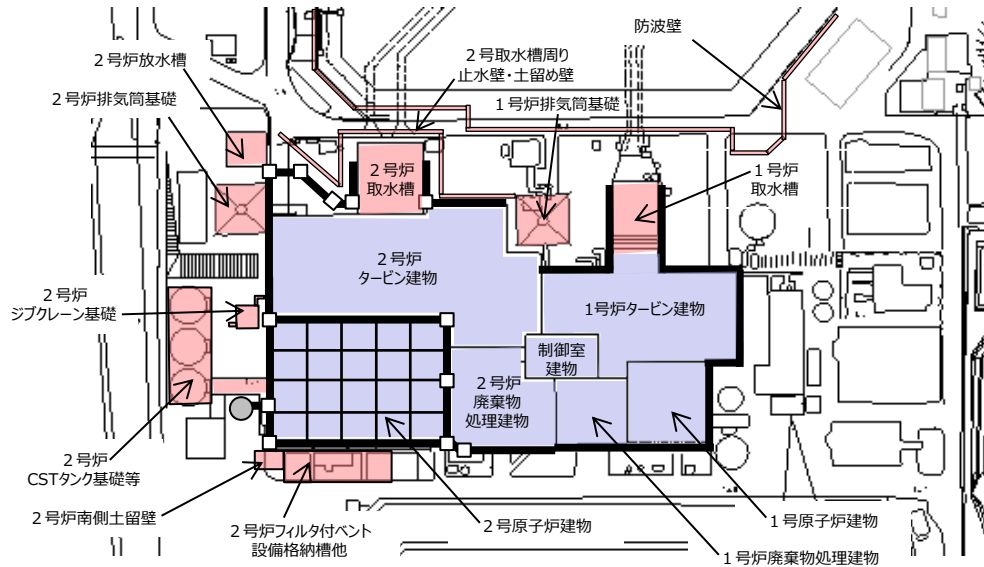 ２号炉放水槽
２号取水槽周り
止水壁・土留め壁
防波壁
２号炉排気筒基礎
１号炉排気筒基礎
２号炉
取水槽
１号炉
取水槽
２号炉
タービン建物
２号炉
ジブクレーン基礎
１号炉タービン建物
制御室
建物
２号炉
廃棄物
処理建物
２号炉
CSTタンク基礎等
２号炉南側土留壁
２号炉フィルタ付ベント
設備格納槽他
２号原子炉建物
１号原子炉建物
１号炉廃棄物処理建物